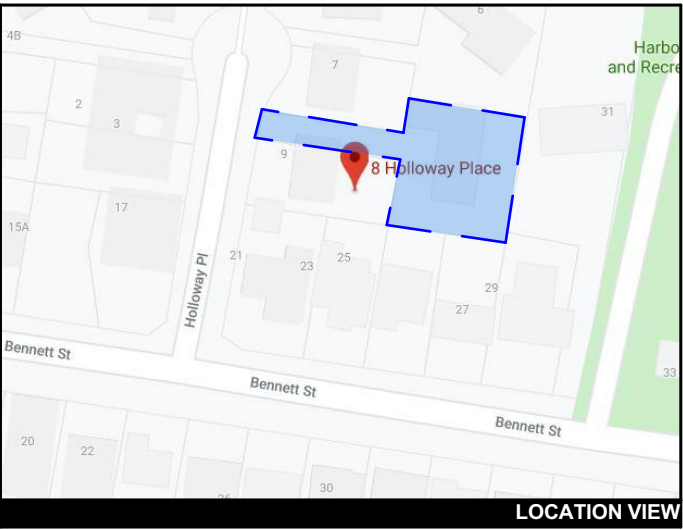 6
4B
Harbo
and Recre
7
2
31
3
9
8 Holloway Place
17
15A
21
23
25
Holloway Pl
29
27
Bennett St
33
Bennett St
Bennett St
20
22
30
LOCATION VIEW